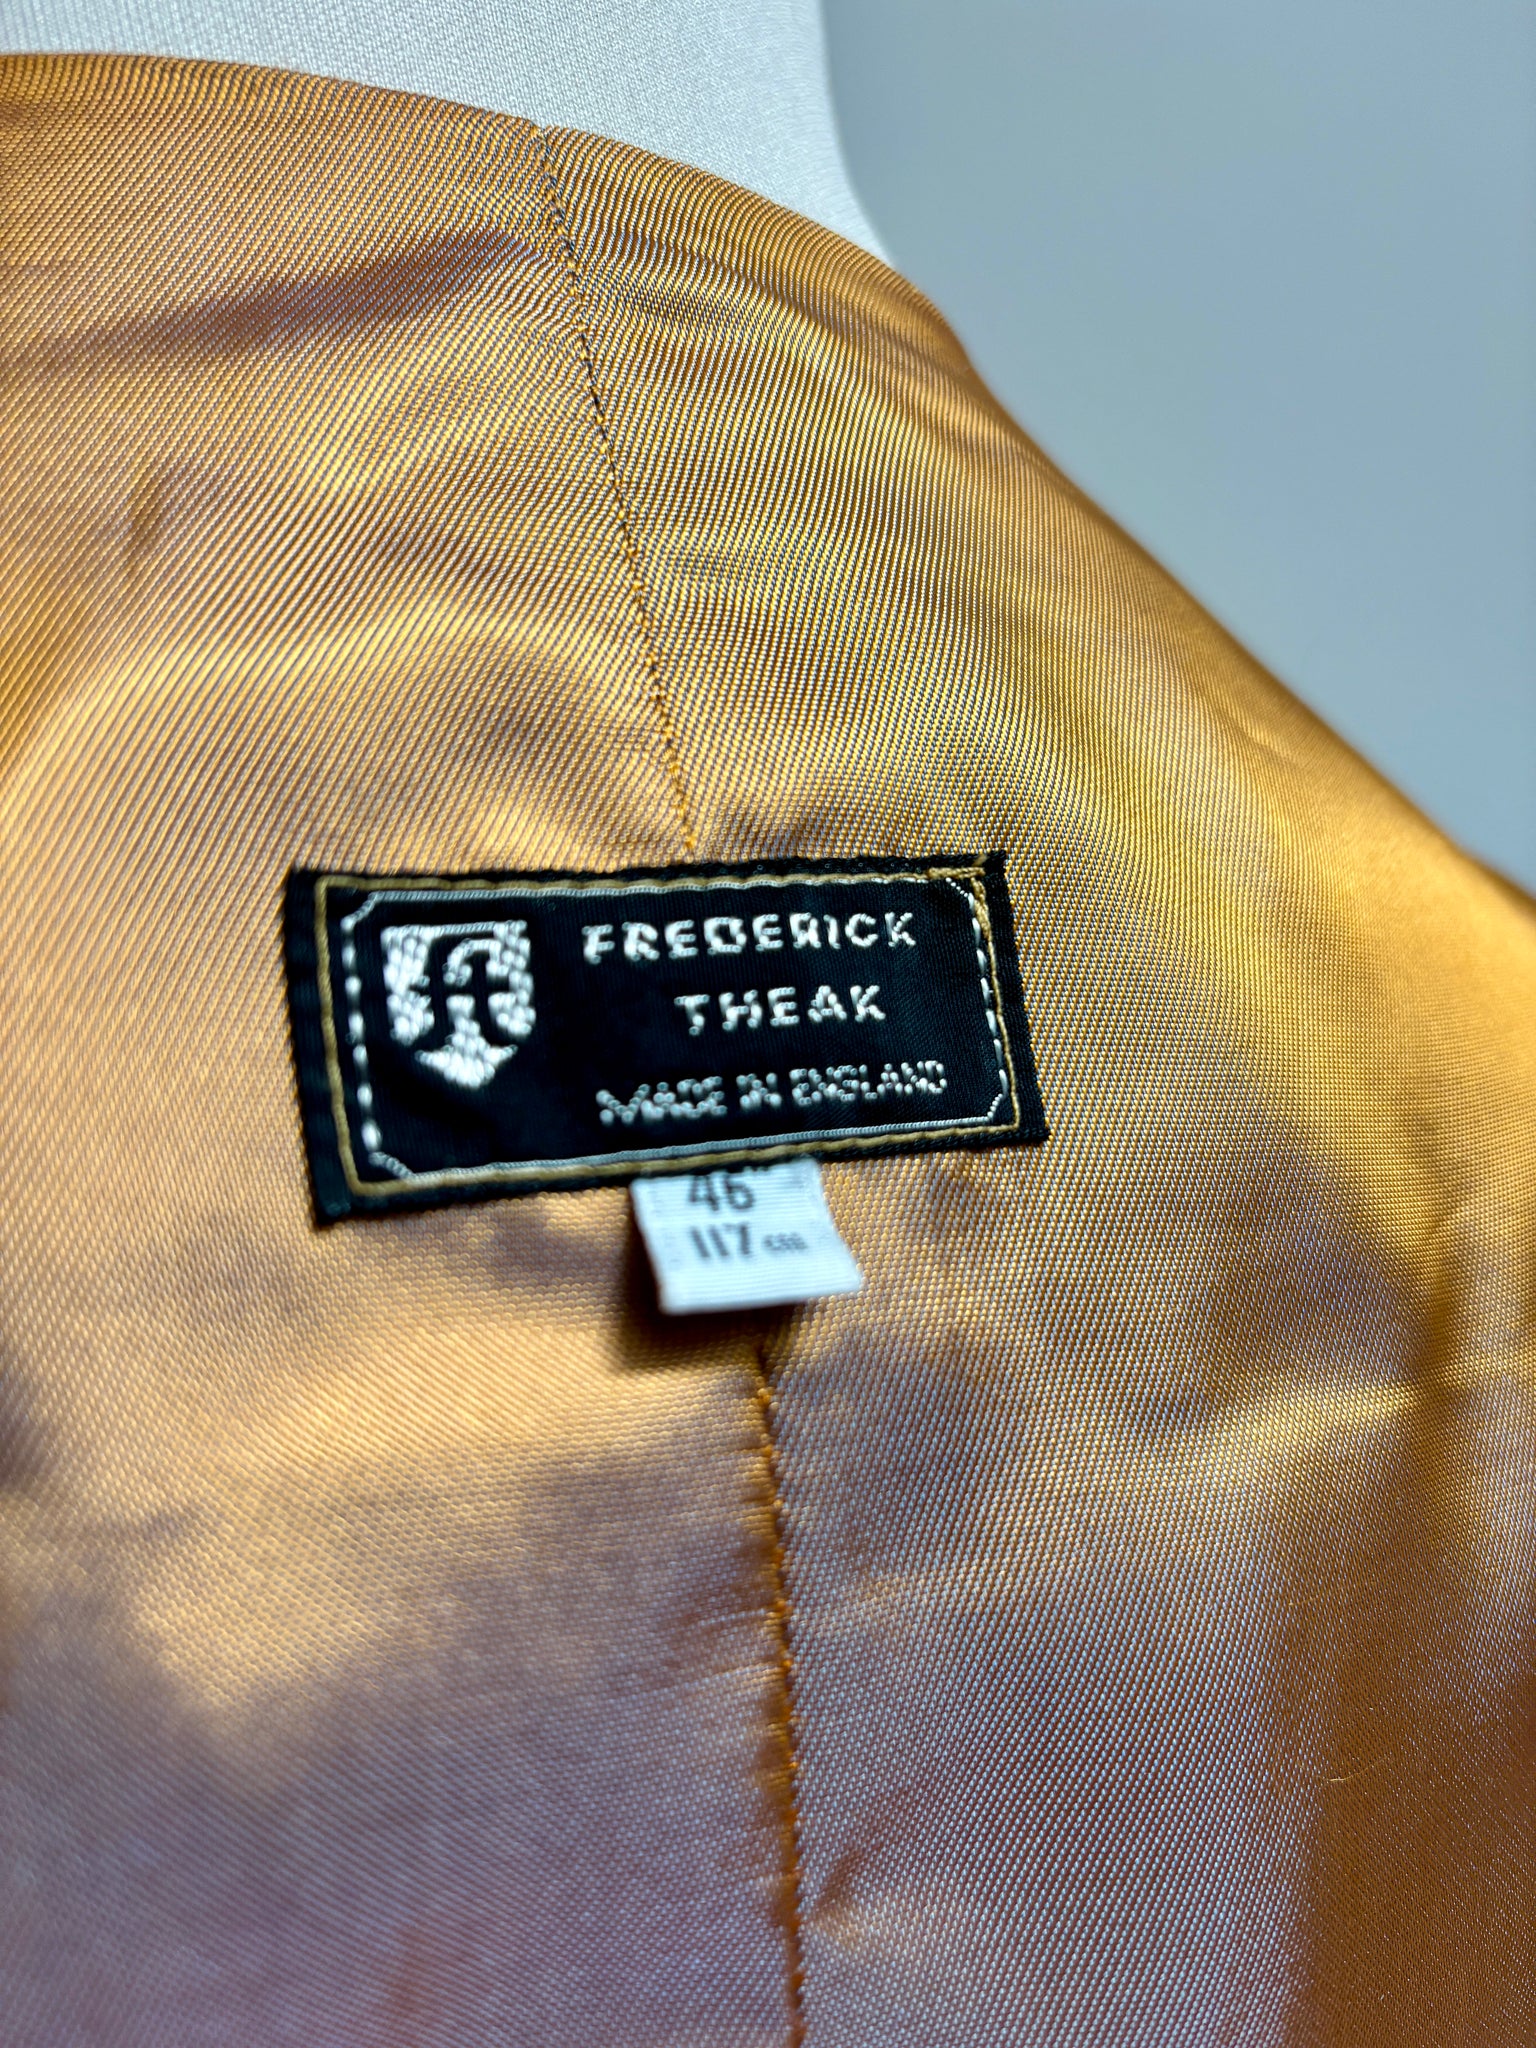 FREDERICK
THEAK
MADE IN ENGLAND
46"
117 cm